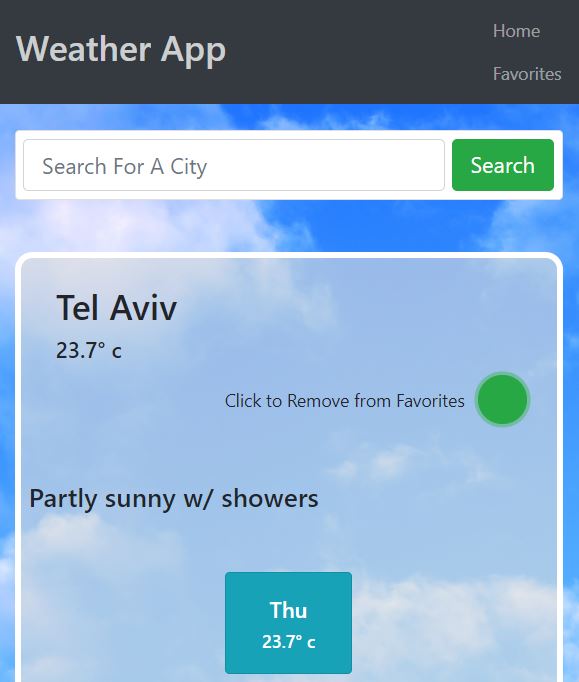 Weather App
Home
Favorites
Search For A City
Search
Tel Aviv
23.7° c
Click to Remove from Favorites
Partly sunny w/ showers
Thu
23.7° c